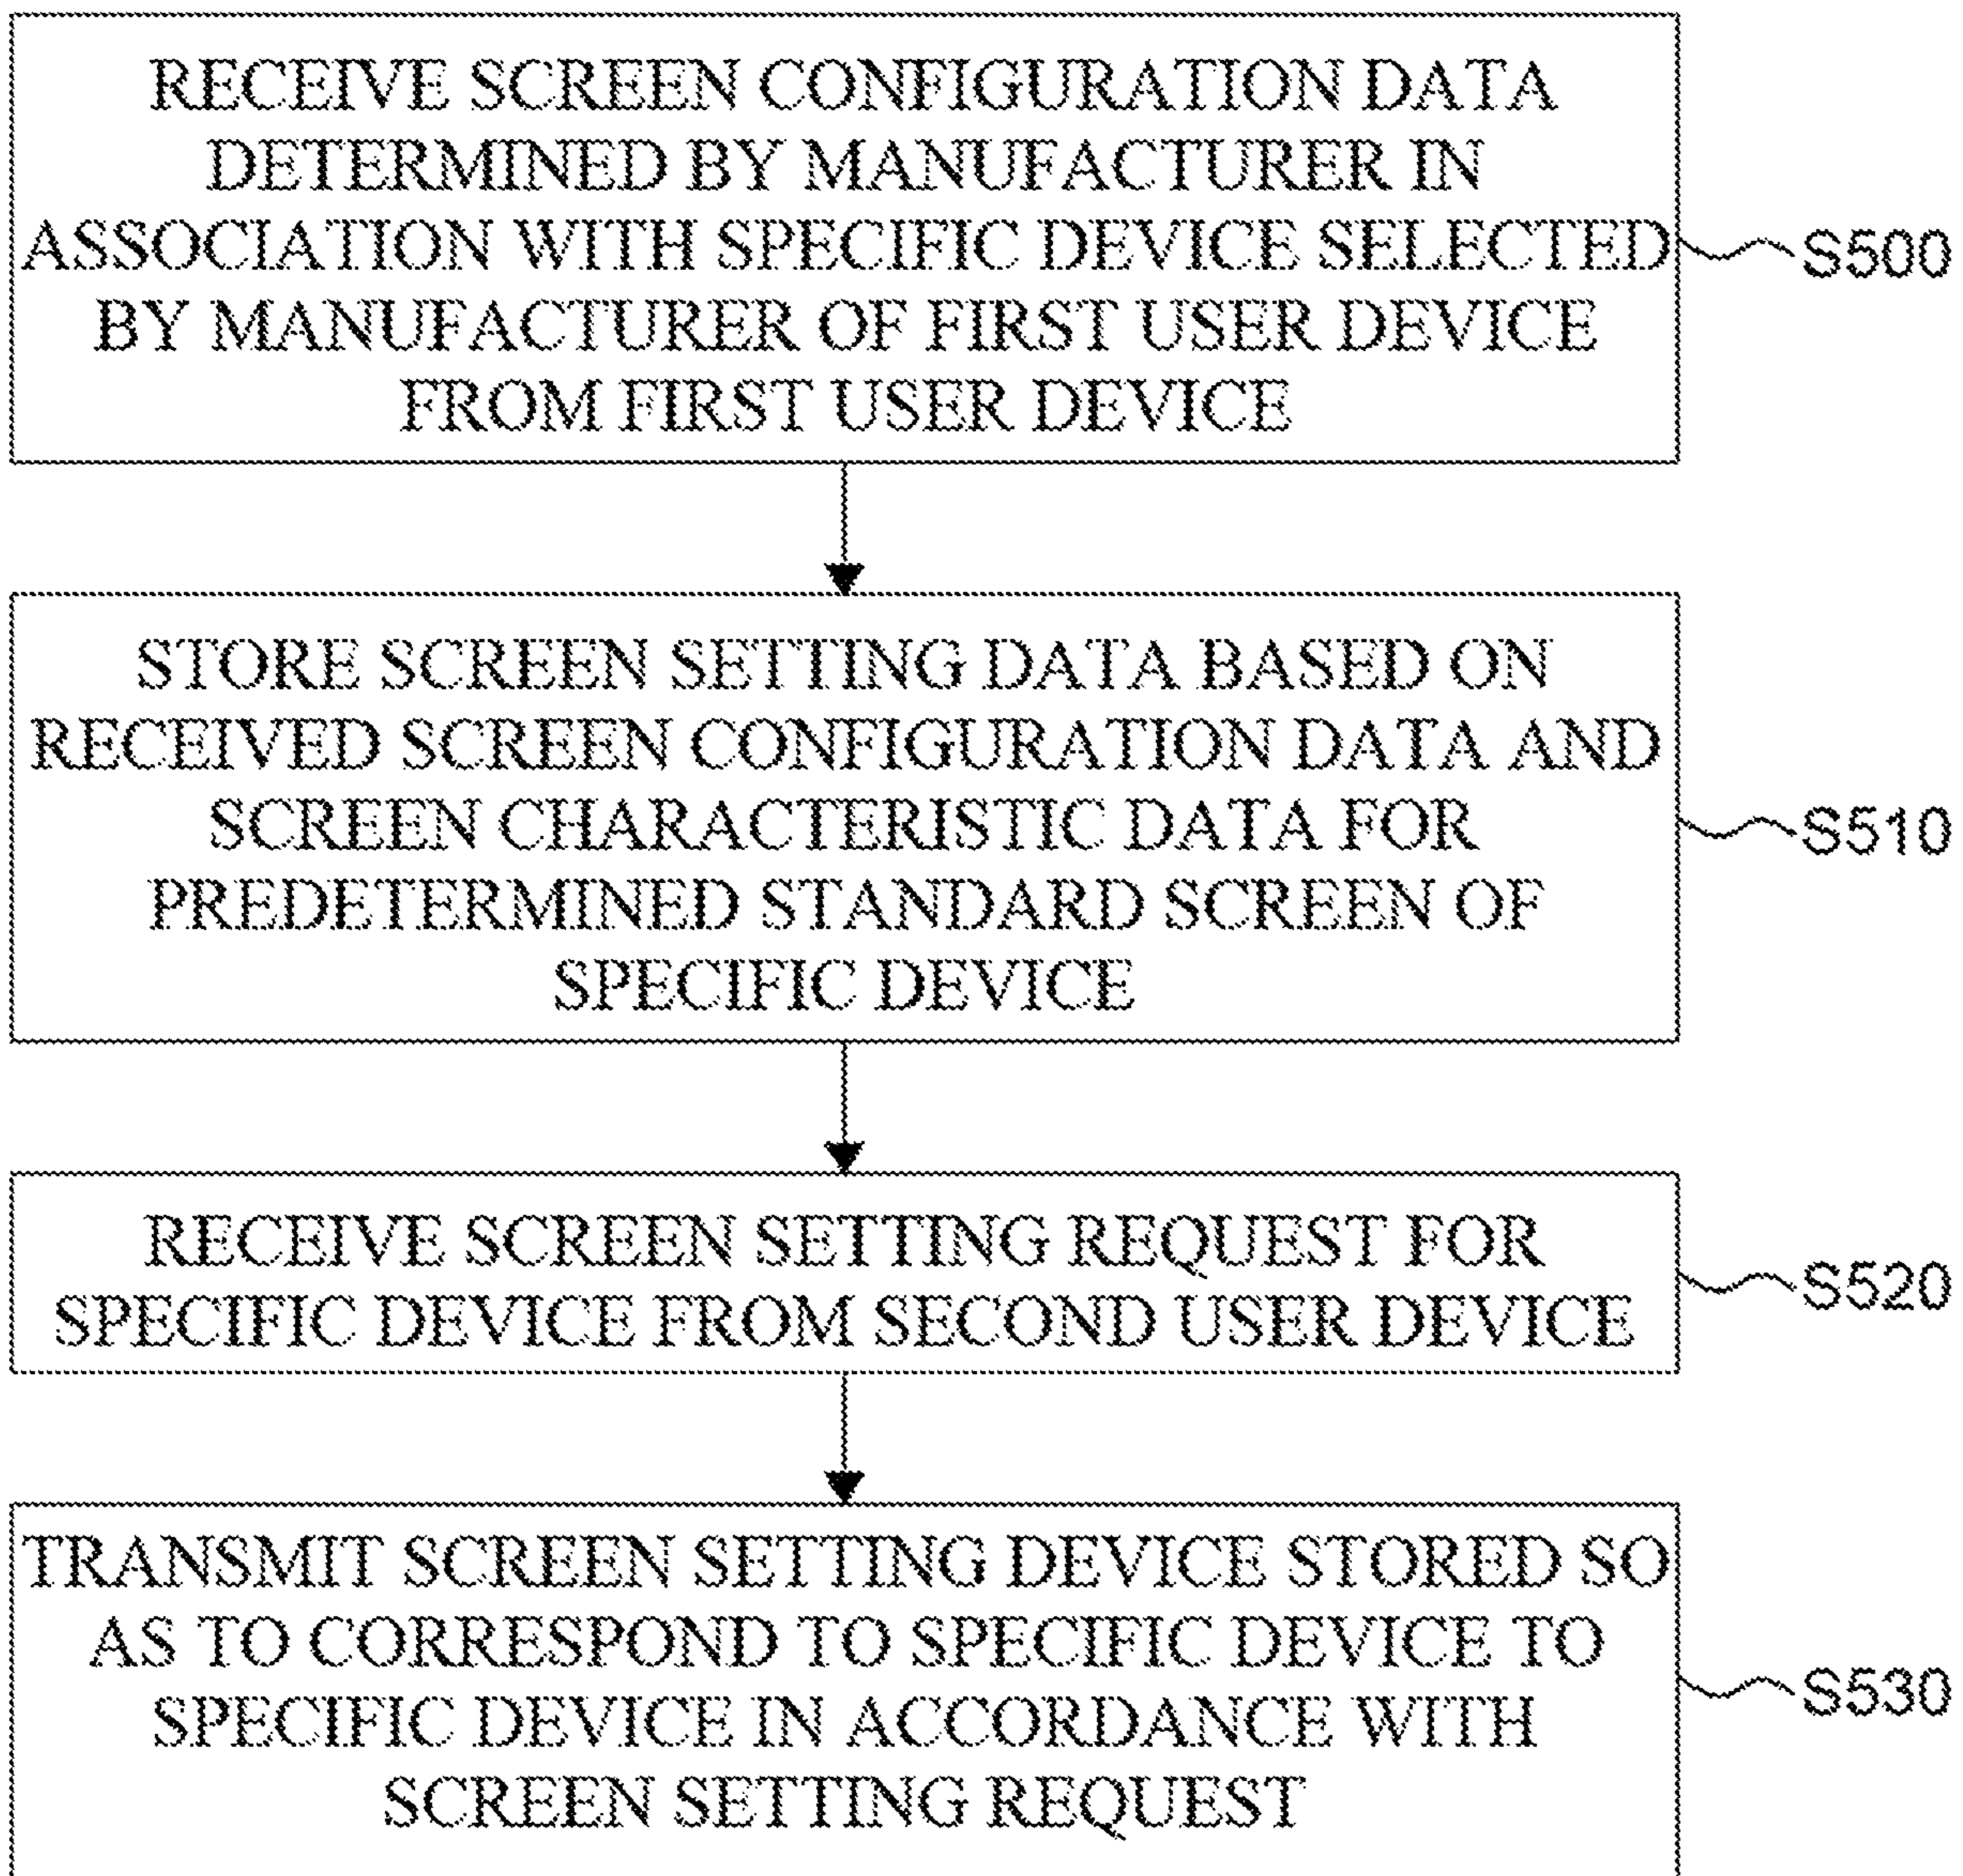 RECEIVE SCREEN CONFIGURATION DATA
DETERMINED BY MANUFACTURER IN
ASSOCIATION WITH SPECIFIC DEVICE SELECTED
BY MANUFACTURER OF FIRST USER DEVICE
FROM FIRST USER DEVICE
S500
STORE SCREEN SETTING DATA BASED ON
RECEIVED SCREEN CONFIGURATION DATA AND
SCREEN CHARACTERISTIC DATA FOR
PREDETERMINED STANDARD SCREEN OF
SPECIFIC DEVICE
S510
RECEIVE SCREEN SETTING REQUEST FOR
SPECIFIC DEVICE FROM SECOND USER DEVICE
S520
TRANSMIT SCREEN SETTING DEVICE STORED SO
AS TO CORRESPOND TO SPECIFIC DEVICE TO
SPECIFIC DEVICE IN ACCORDANCE WITH
SCREEN SETTING REQUEST
S530